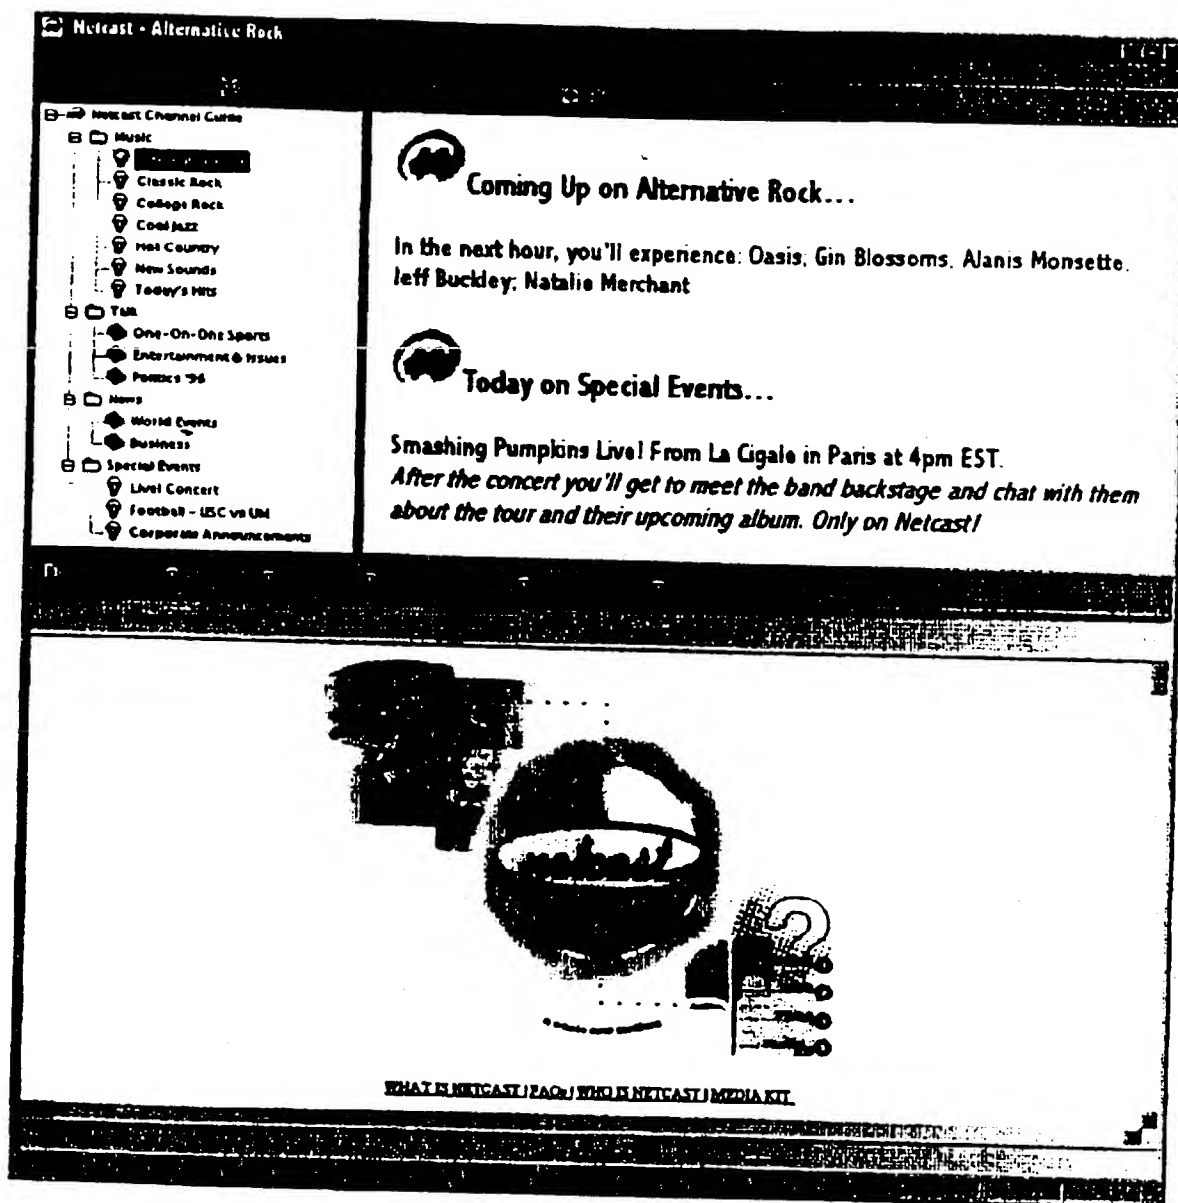 Netcast - Alternative Rock
Netcast Channel Guide
Music
Classic Rock
College Rock
Cool Jazz
Hot Country
New Sounds
Today's Hits
Talk
One-On-One Sports
Entertainment & Issues
Politics '96
News
World Events
Business
Special Events
Live! Concert
Football - USC vs UM
Corporate Announcements
Coming Up on Alternative Rock...
In the next hour, you'll experience: Oasis; Gin Blossoms, Alanis Monsette.
Jeff Buckley; Natalie Merchant
Today on Special Events...
Smashing Pumpkins Live! From La Cigale in Paris at 4pm EST.
After the concert you'll get to meet the band backstage and chat with them
about the tour and their upcoming album. Only on Netcast!
netcast
?
WHAT IS NETCAST | FAQs | WHO IS NETCAST | MEDIA KIT